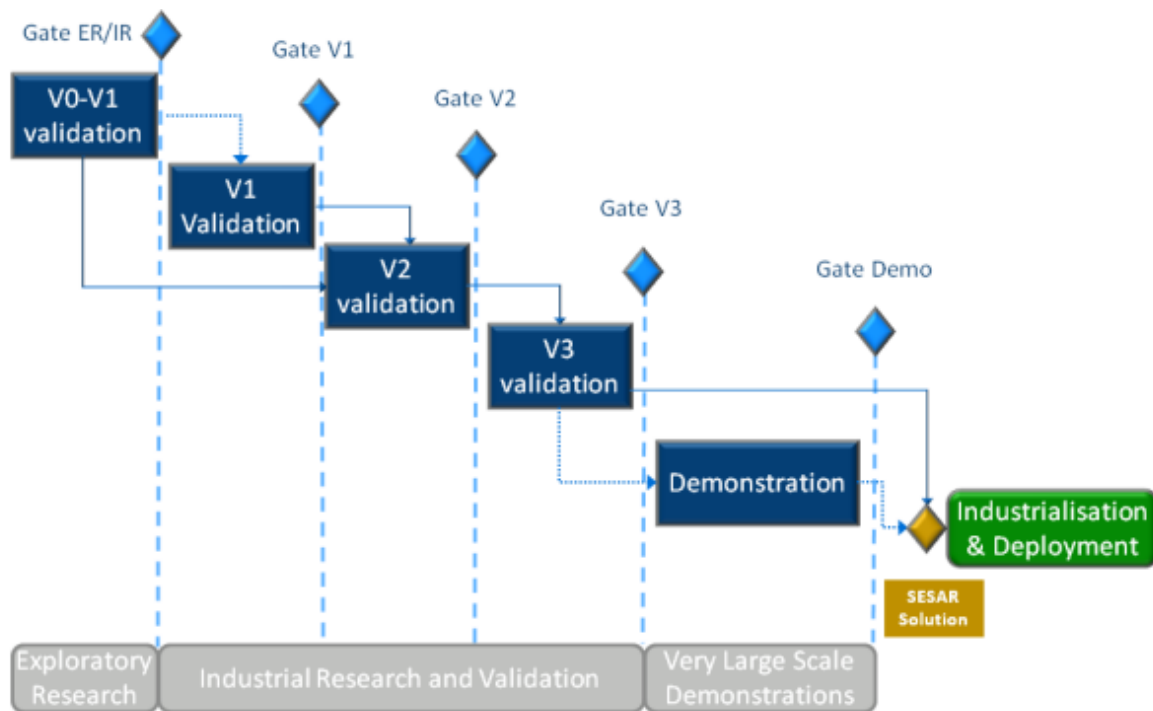 Gate ER/IR
Gate V1
V0-V1
validation
Gate V2
V1
Validation
Gate V3
V2
validation
Gate Demo
V3
validation
Demonstration
Industrialisation
& Deployment
SESAR
Solution
Exploratory
Research
Industrial Research and Validation
Very Large Scale
Demonstrations